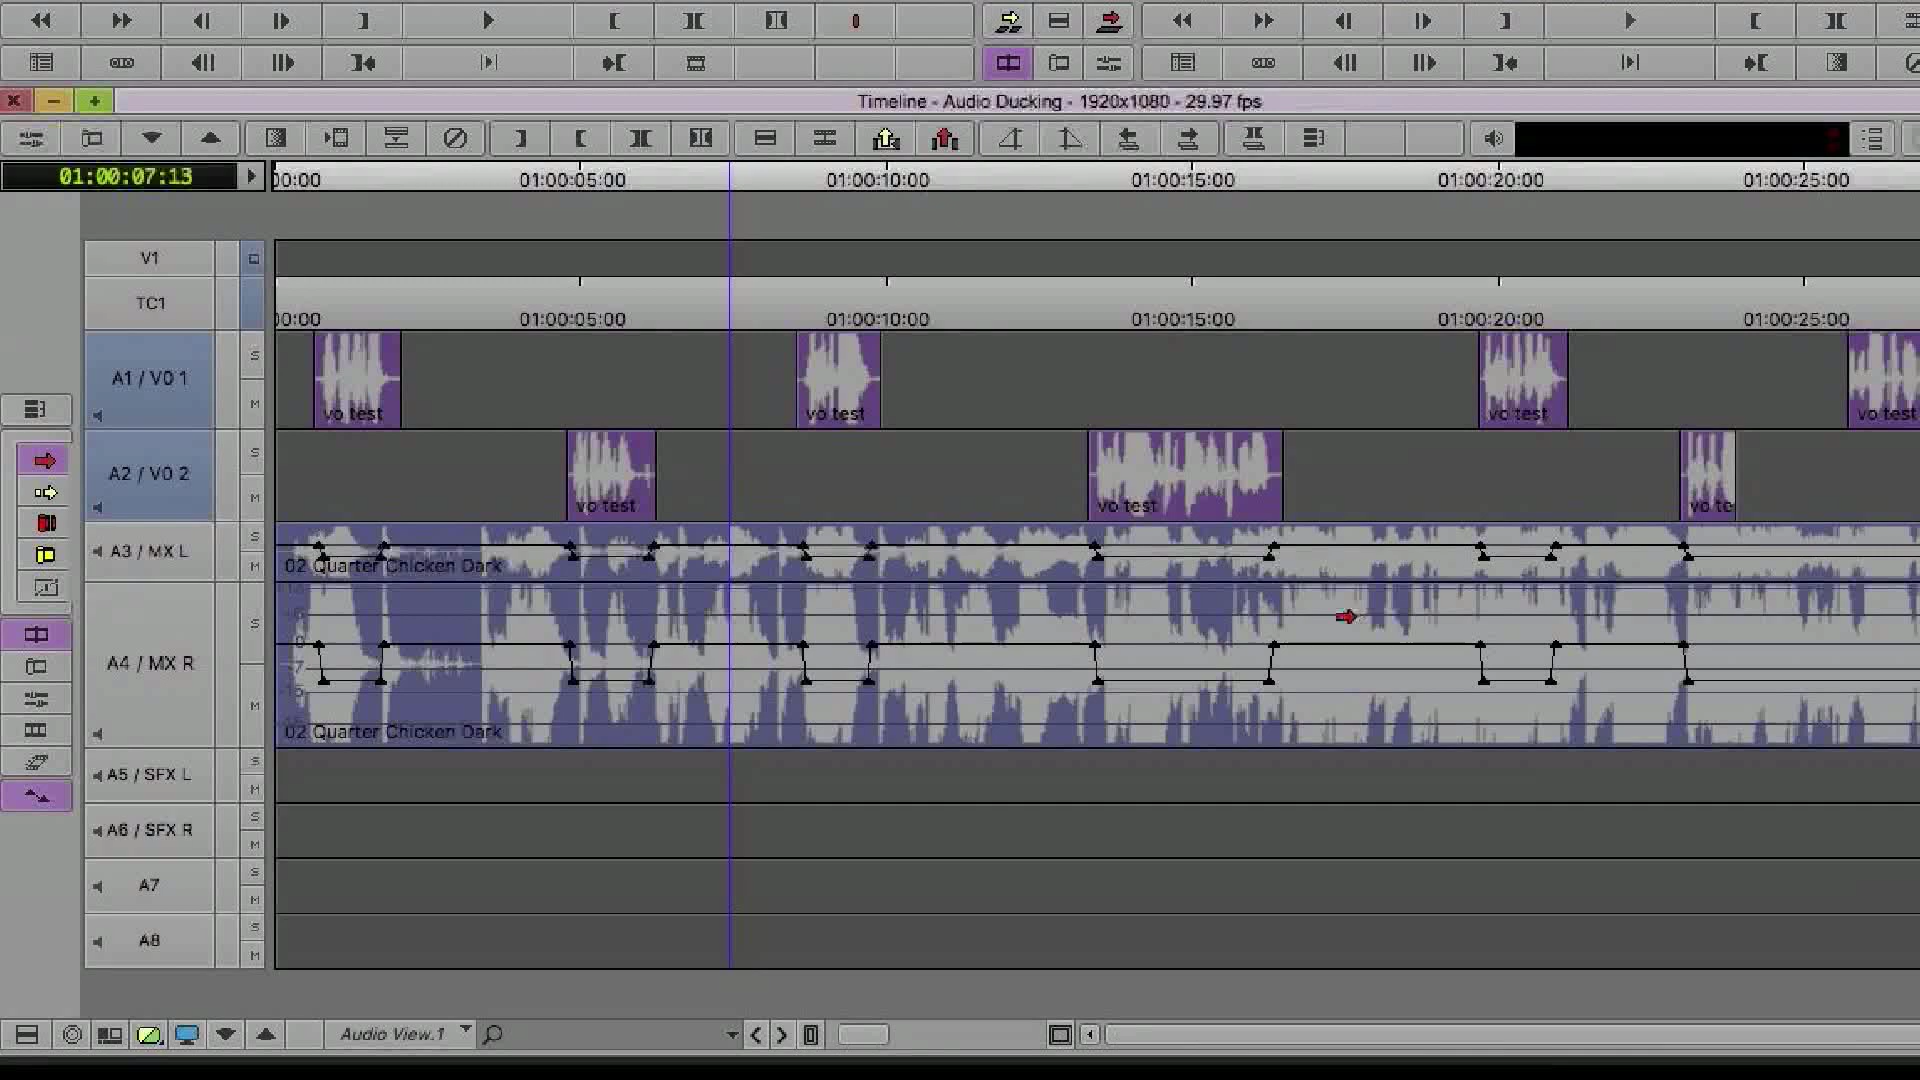 Timeline - Audio Ducking - 1920x1080 - 29.97 fps
01:00:07:13
00:00 01:00:05:00 01:00:10:00 01:00:15:00 01:00:20:00 01:00:25:00
V1
TC1
00:00 01:00:05:00 01:00:10:00 01:00:15:00 01:00:20:00 01:00:25:00
A1 / VO 1 S
M
vo test vo test vo test vo test
A2 / VO 2 S
M
vo test vo test vo te
A3 / MX L S
M
02 Quarter Chicken Dark
A4 / MX R S
M
02 Quarter Chicken Dark
A5 / SFX L S
M
A6 / SFX R S
M
A7 S
M
A8 S
M
Audio View.1